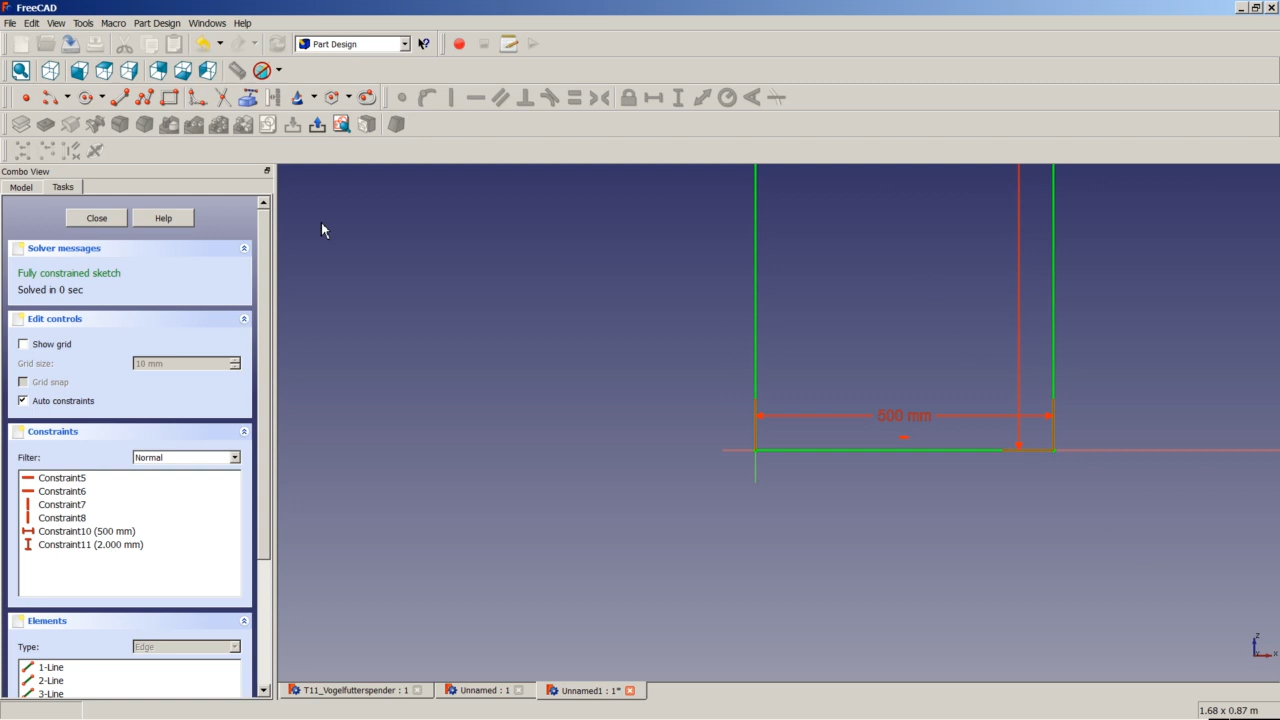 FreeCAD
File Edit View Tools Macro Part Design Windows Help
Part Design
Combo View
Model Tasks
Close Help
Solver messages
Fully constrained sketch
Solved in 0 sec
Edit controls
Show grid
Grid size: 10 mm
Grid snap
Auto constraints
Constraints
Filter: Normal
Constraint5
Constraint6
Constraint7
Constraint8
Constraint10 (500 mm)
Constraint11 (2.000 mm)
Elements
Type: Edge
1-Line
2-Line
3-Line
500 mm
Z
X
T11_Vogelfutterspender : 1 Unnamed : 1 Unnamed1 : 1*
1.68 x 0.87 m